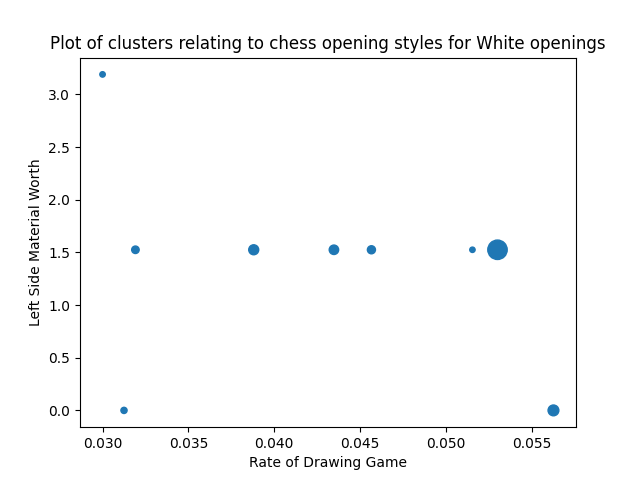 Plot of clusters relating to chess opening styles for White openings
3.0
2.5
2.0
1.5
1.0
0.5
0.0
Left Side Material Worth
0.030 0.035 0.040 0.045 0.050 0.055
Rate of Drawing Game